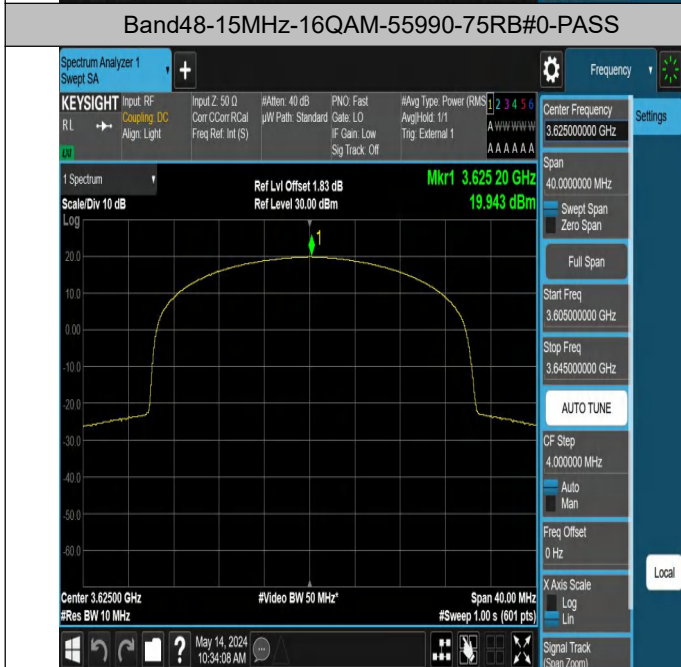 Band48-15MHz-16QAM-55990-75RB#0-PASS
Spectrum Analyzer 1
Swept SA
+
Frequency
KEYSIGHT
RL
Input: RF
Coupling: DC
Align: Light
Input Z: 50 Ω
Corr CCorr RCal
Freq Ref: Int (S)
#Atten: 40 dB
µW Path: Standard
PNO: Fast
Gate: LO
IF Gain: Low
Sig Track: Off
#Avg Type: Power (RMS
Avg|Hold: 1/1
Trig: External 1
1 2 3 4 5 6
A W W W W W
A A A A A A
1 Spectrum
Scale/Div 10 dB
Log
Ref Lvl Offset 1.83 dB
Ref Level 30.00 dBm
Mkr1 3.625 20 GHz
19.943 dBm
1
20.0
10.0
0.00
-10.0
-20.0
-30.0
-40.0
-50.0
-60.0
Center 3.62500 GHz
#Res BW 10 MHz
#Video BW 50 MHz*
Span 40.00 MHz
#Sweep 1.00 s (601 pts)
?
May 14, 2024
10:34:08 AM
Center Frequency
3.625000000 GHz
Span
40.0000000 MHz
Swept Span
Zero Span
Full Span
Start Freq
3.605000000 GHz
Stop Freq
3.645000000 GHz
AUTO TUNE
CF Step
4.000000 MHz
Auto
Man
Freq Offset
0 Hz
X Axis Scale
Log
Lin
Signal Track
(Span Zoom)
Settings
Local